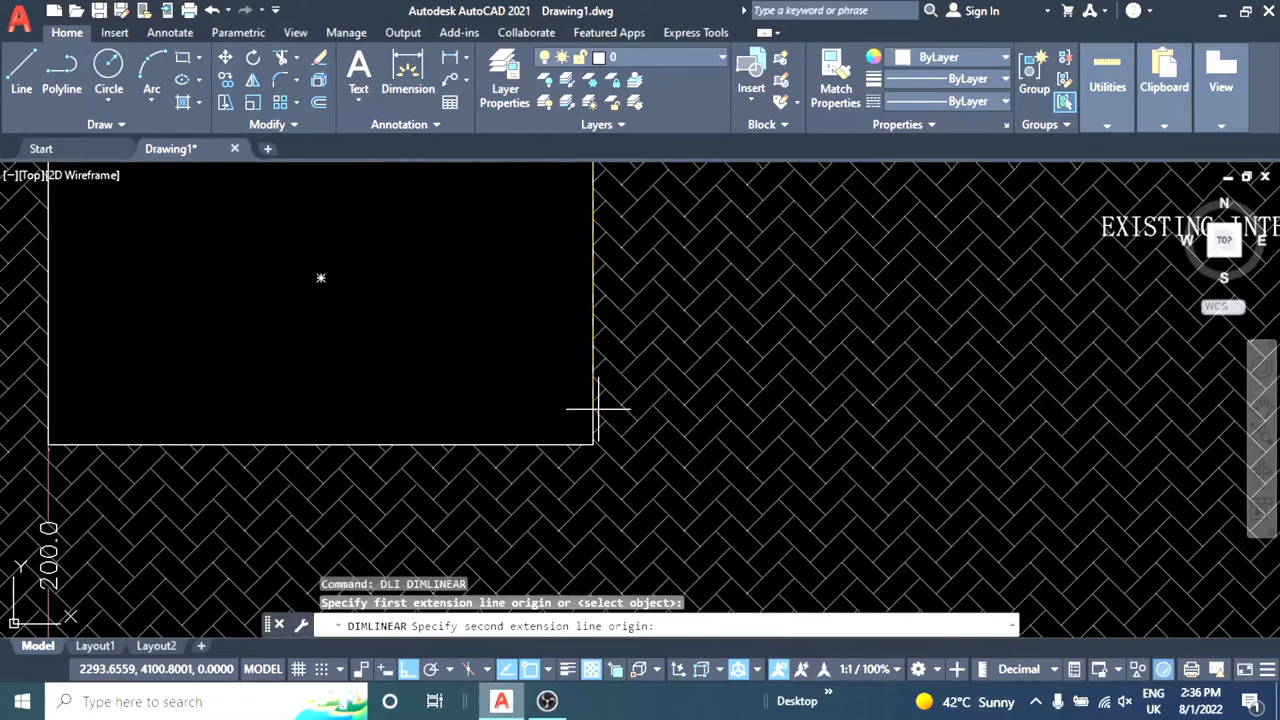 Autodesk AutoCAD 2021 Drawing1.dwg
Type a keyword or phrase
Sign In
Home Insert Annotate Parametric View Manage Output Add-ins Collaborate Featured Apps Express Tools
Line Polyline Circle Arc
Text Dimension
Layer Properties
0
Insert
Match Properties
ByLayer
ByLayer
ByLayer
Group
Utilities
Clipboard
View
Draw Modify Annotation Layers Block Properties Groups
Start Drawing1*
[−][Top][2D Wireframe]
N
EXISTING INTE
W TOP E
S
WCS
200.0
Y
X
Command: DLI DIMLINEAR
Specify first extension line origin or <select object>:
DIMLINEAR Specify second extension line origin:
Model Layout1 Layout2
2293.6559, 4100.8001, 0.0000 MODEL 1:1 / 100% Decimal
Type here to search
Desktop
42°C Sunny
ENG
UK
2:36 PM
8/1/2022
1